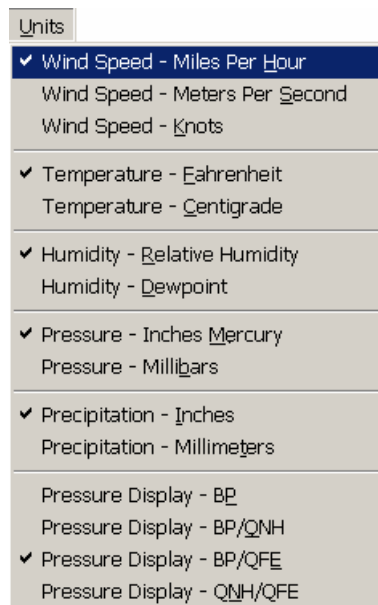 Units
✔ Wind Speed - Miles Per Hour
Wind Speed - Meters Per Second
Wind Speed - Knots
✔ Temperature - Fahrenheit
Temperature - Centigrade
✔ Humidity - Relative Humidity
Humidity - Dewpoint
✔ Pressure - Inches Mercury
Pressure - Millibars
✔ Precipitation - Inches
Precipitation - Millimeters
Pressure Display - BP
Pressure Display - BP/QNH
✔ Pressure Display - BP/QFE
Pressure Display - QNH/QFE